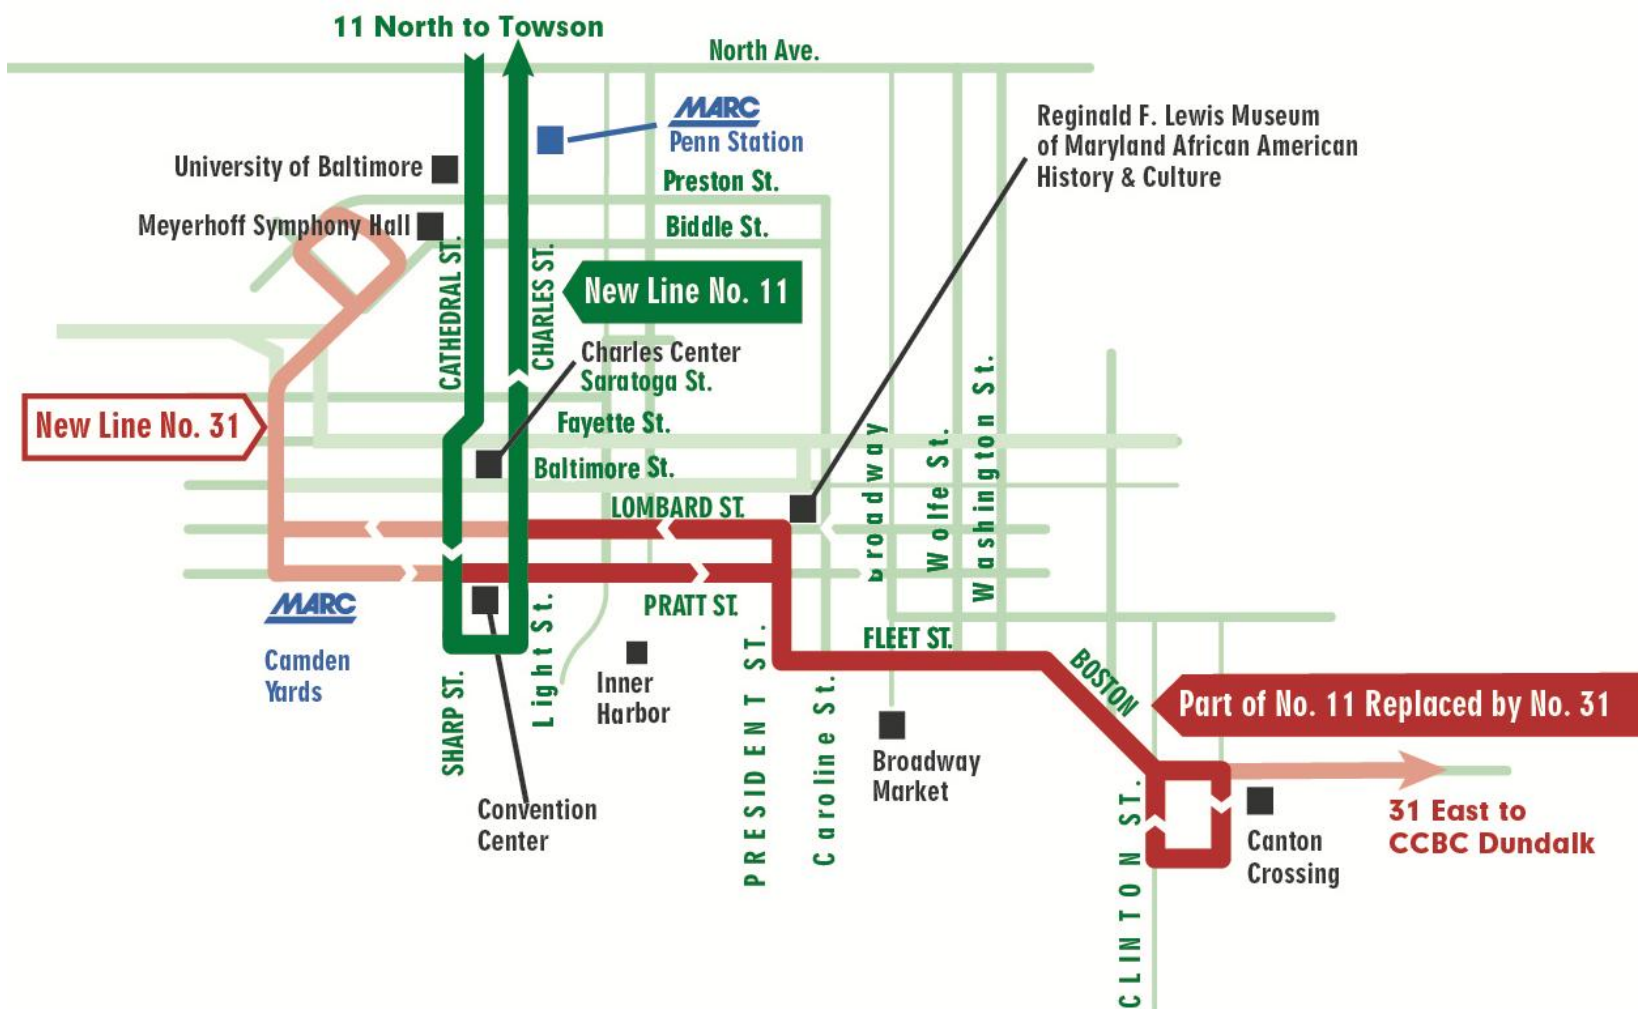 11 North to Towson
North Ave.
MARC
Penn Station
Reginald F. Lewis Museum
of Maryland African American
History & Culture
University of Baltimore
Preston St.
Meyerhoff Symphony Hall
Biddle St.
CATHEDRAL ST.
CHARLES ST.
New Line No. 11
Charles Center
Saratoga St.
New Line No. 31
Fayette St.
Baltimore St.
LOMBARD ST.
Broadway
Wolfe St.
Washington St.
MARC
Camden
Yards
PRATT ST.
FLEET ST.
SHARP ST.
Light St.
Inner
Harbor
PRESIDENT ST.
Caroline St.
BOSTON
Part of No. 11 Replaced by No. 31
Broadway
Market
Convention
Center
CLINTON ST.
Canton
Crossing
31 East to
CCBC Dundalk